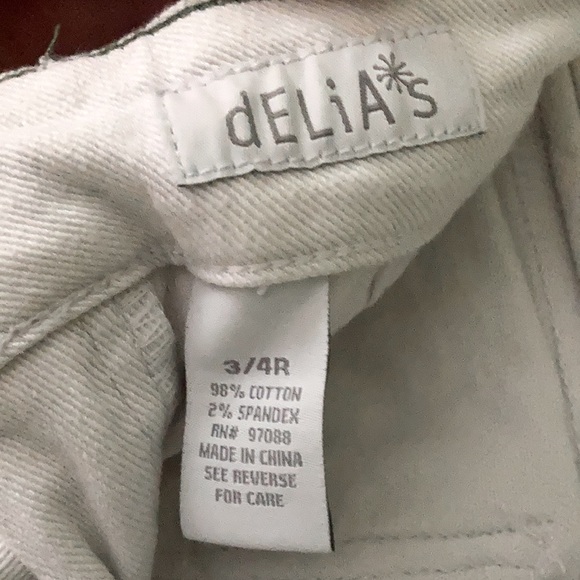 dELiA*s
3/4R
98% COTTON
2% SPANDEX
RN# 97088
MADE IN CHINA
SEE REVERSE
FOR CARE